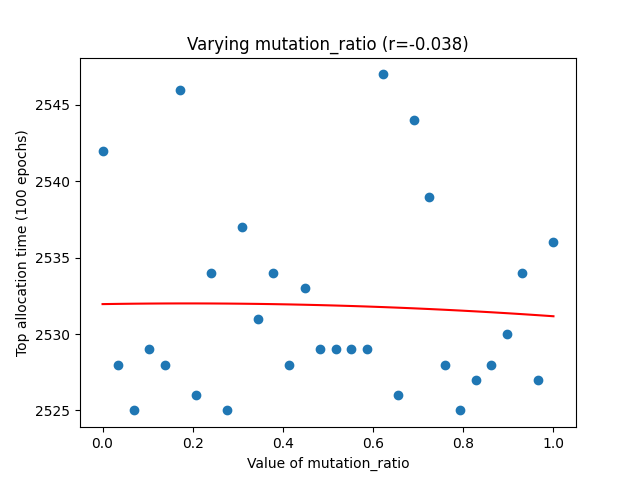 Varying mutation_ratio (r=-0.038)
Top allocation time (100 epochs)
2545
2540
2535
2530
2525
0.0 0.2 0.4 0.6 0.8 1.0
Value of mutation_ratio